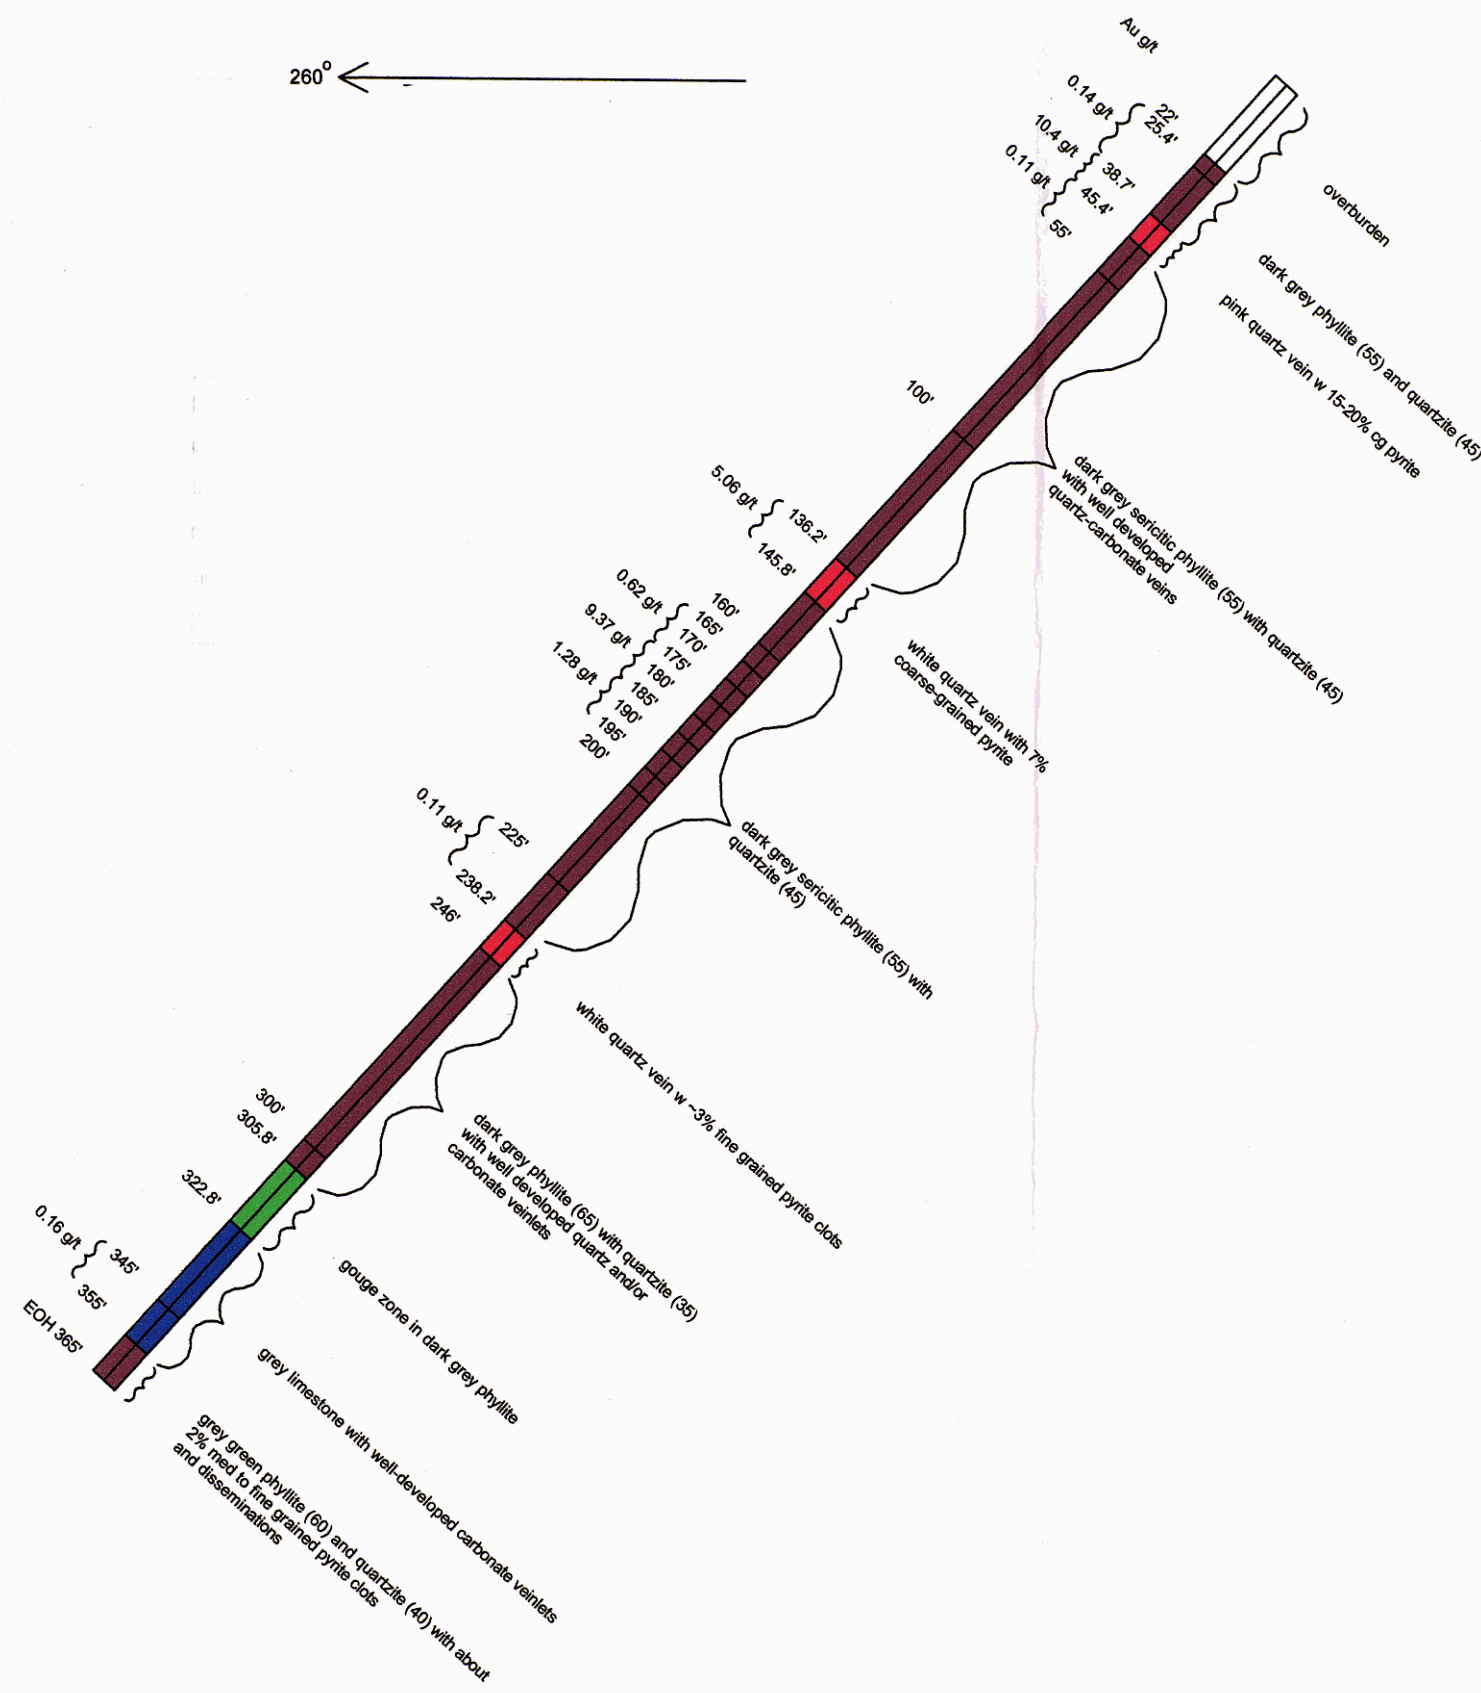 Au g/t
260°
0.14 g/t
22'
25.4'
10.4 g/t
38.7'
0.11 g/t
45.4'
55'
overburden
dark grey phyllite (55) and quartzite (45)
pink quartz vein w 15-20% cg pyrite
100'
dark grey sericitic phyllite (55) with quartzite (45)
with well developed
quartz-carbonate veins
5.06 g/t
136.2'
145.8'
white quartz vein with 7%
coarse-grained pyrite
0.62 g/t
9.37 g/t
1.28 g/t
160'
165'
170'
175'
180'
185'
190'
195'
200'
dark grey sericitic phyllite (55) with
quartzite (45)
0.11 g/t
225'
238.2'
246'
white quartz vein w ~3% fine grained pyrite clots
300'
305.8'
dark grey phyllite (65) with quartzite (35)
with well developed quartz and/or
carbonate veinlets
322.8'
gouge zone in dark grey phyllite
0.16 g/t
345'
355'
grey limestone with well-developed carbonate veinlets
EOH 365'
grey green phyllite (60) and quartzite (40) with about
2% med to fine grained pyrite clots
and disseminations